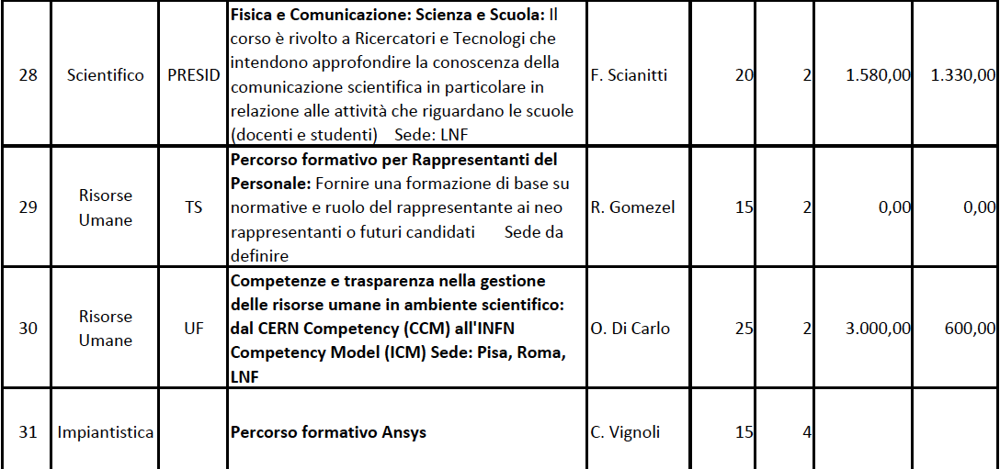 28 Scientifico PRESID Fisica e Comunicazione: Scienza e Scuola: Il
corso è rivolto a Ricercatori e Tecnologi che
intendono approfondire la conoscenza della
comunicazione scientifica in particolare in
relazione alle attività che riguardano le scuole
(docenti e studenti) Sede: LNF
F. Scianitti 20 2 1.580,00 1.330,00
29 Risorse
Umane
TS Percorso formativo per Rappresentanti del
Personale: Fornire una formazione di base su
normative e ruolo del rappresentante ai neo
rappresentanti o futuri candidati Sede da
definire
R. Gomezel 15 2 0,00 0,00
30 Risorse
Umane
UF Competenze e trasparenza nella gestione
delle risorse umane in ambiente scientifico:
dal CERN Competency (CCM) all'INFN
Competency Model (ICM) Sede: Pisa, Roma,
LNF
O. Di Carlo 25 2 3.000,00 600,00
31 Impiantistica Percorso formativo Ansys C. Vignoli 15 4